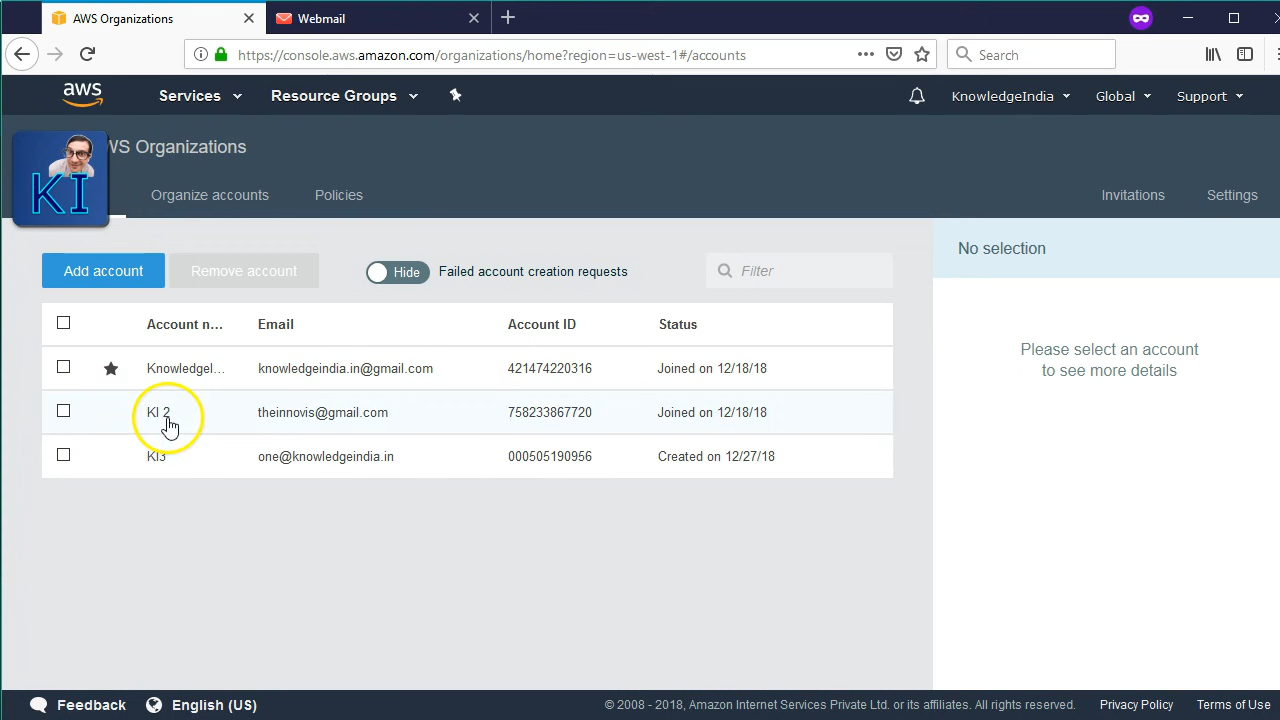 AWS Organizations
Webmail
https://console.aws.amazon.com/organizations/home?region=us-west-1#/accounts
Search
aws
Services
Resource Groups
KnowledgeIndia
Global
Support
WS Organizations
KI
Organize accounts
Policies
Invitations
Settings
Add account
Remove account
Hide
Failed account creation requests
Filter
No selection
Please select an account
to see more details
Account n...
Email
Account ID
Status
KnowledgeI...
knowledgeindia.in@gmail.com
421474220316
Joined on 12/18/18
KI 2
theinnovis@gmail.com
758233867720
Joined on 12/18/18
KI3
one@knowledgeindia.in
000505190956
Created on 12/27/18
Feedback
English (US)
© 2008 - 2018, Amazon Internet Services Private Ltd. or its affiliates. All rights reserved.
Privacy Policy
Terms of Use